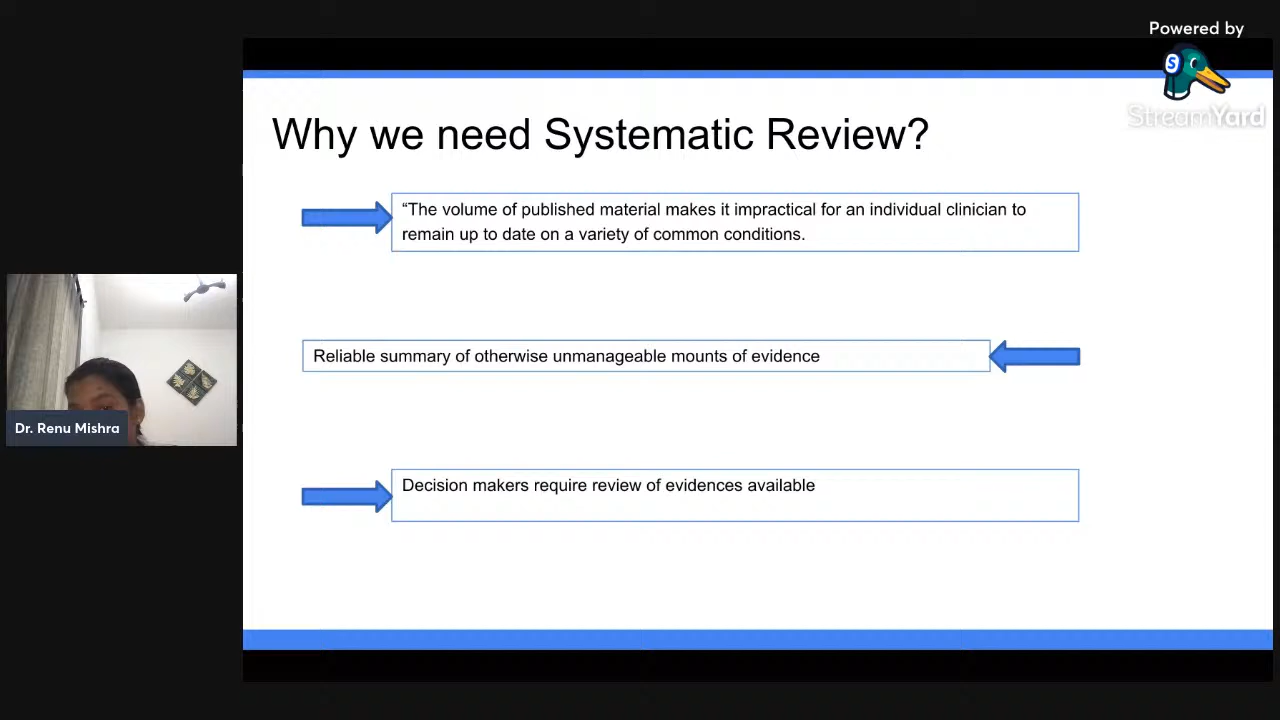 Powered by
S
StreamYard
Why we need Systematic Review?
“The volume of published material makes it impractical for an individual clinician to
remain up to date on a variety of common conditions.
Reliable summary of otherwise unmanageable mounts of evidence
Decision makers require review of evidences available
Dr. Renu Mishra